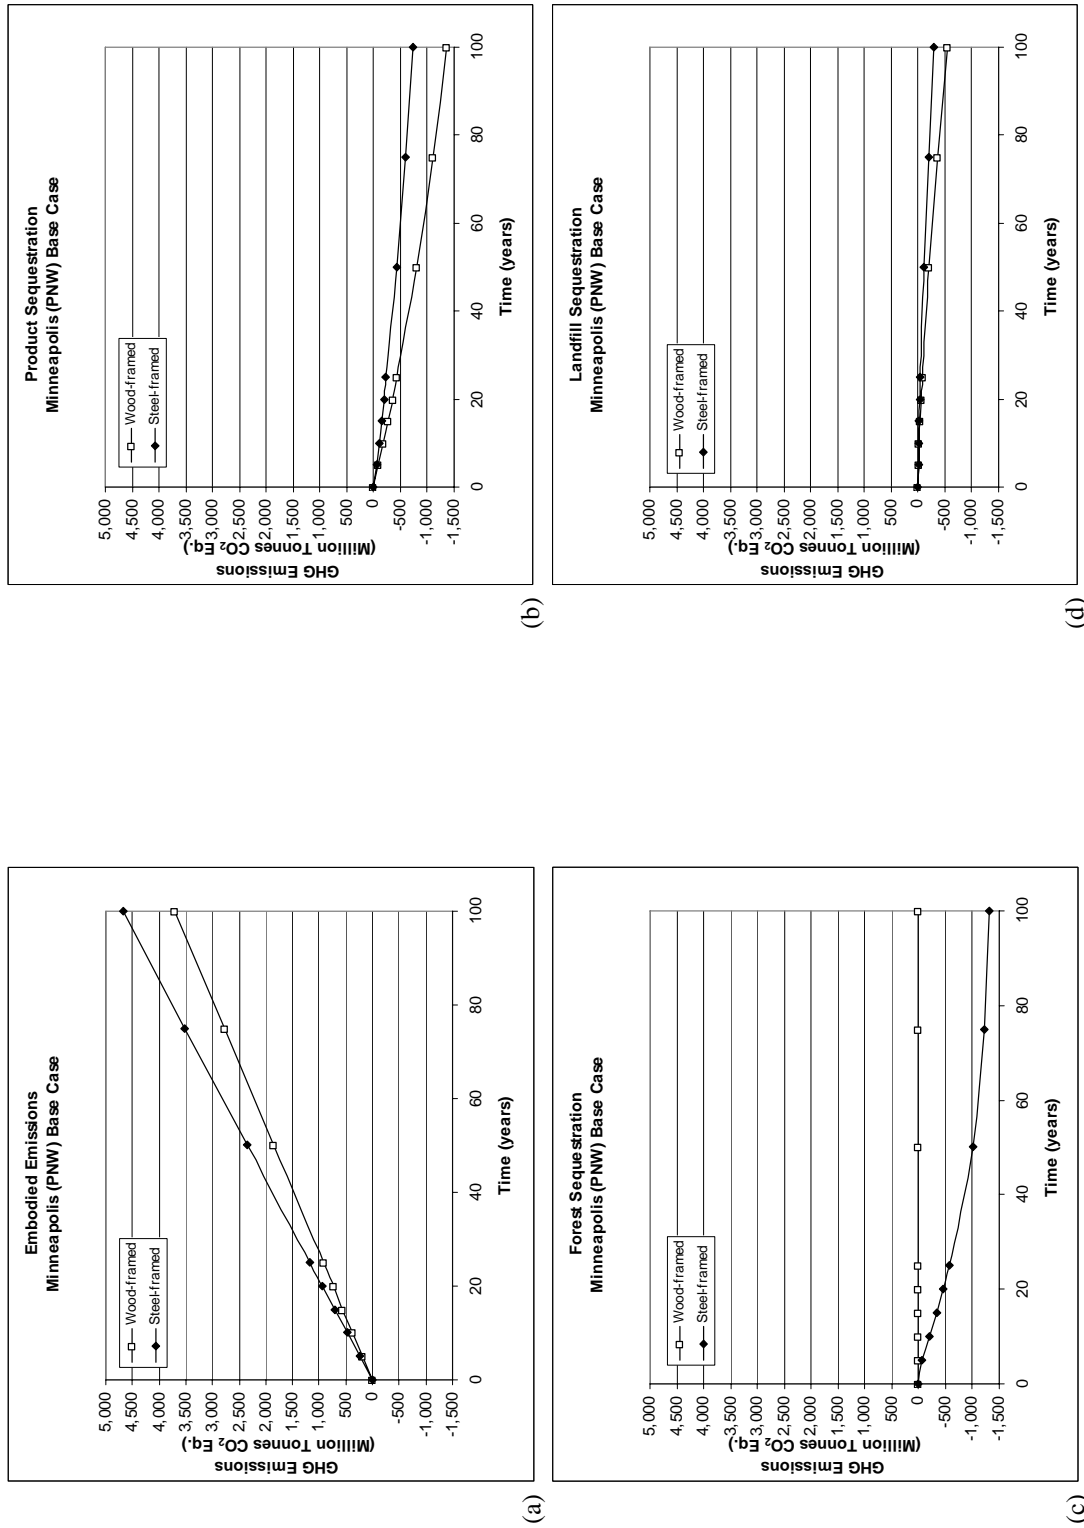 (a)
Embodied Emissions
Minneapolis (PNW) Base Case
Wood-framed
Steel-framed
GHG Emissions
(Million Tonnes CO₂ Eq.)
5,000
4,500
4,000
3,500
3,000
2,500
2,000
1,500
1,000
500
0
-500
-1,000
-1,500
0
20
40
60
80
100
Time (years)
(b)
Product Sequestration
Minneapolis (PNW) Base Case
Wood-framed
Steel-framed
GHG Emissions
(Million Tonnes CO₂ Eq.)
5,000
4,500
4,000
3,500
3,000
2,500
2,000
1,500
1,000
500
0
-500
-1,000
-1,500
0
20
40
60
80
100
Time (years)
(c)
Forest Sequestration
Minneapolis (PNW) Base Case
Wood-framed
Steel-framed
GHG Emissions
(Million Tonnes CO₂ Eq.)
5,000
4,500
4,000
3,500
3,000
2,500
2,000
1,500
1,000
500
0
-500
-1,000
-1,500
0
20
40
60
80
100
Time (years)
(d)
Landfill Sequestration
Minneapolis (PNW) Base Case
Wood-framed
Steel-framed
GHG Emissions
(Million Tonnes CO₂ Eq.)
5,000
4,500
4,000
3,500
3,000
2,500
2,000
1,500
1,000
500
0
-500
-1,000
-1,500
0
20
40
60
80
100
Time (years)